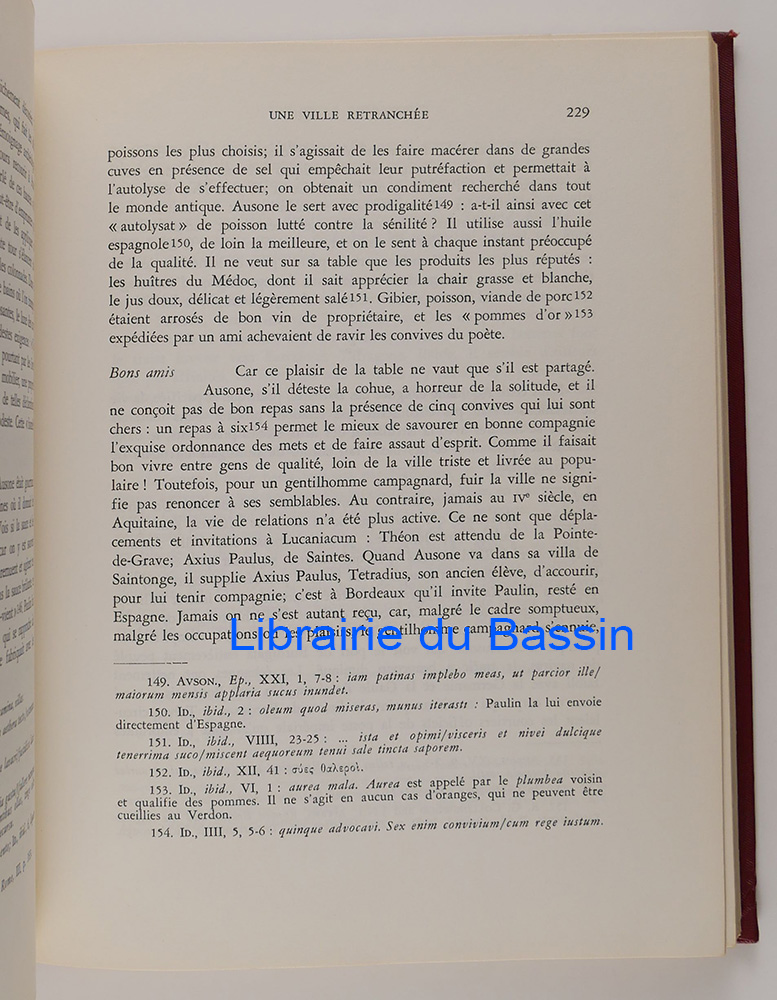 UNE VILLE RETRANCHÉE 229
poissons les plus choisis; il s'agissait de les faire macérer dans de grandes
cuves en présence de sel qui empêchait leur putréfaction et permettait à
l'autolyse de s'effectuer; on obtenait un condiment recherché dans tout
le monde antique. Ausone le sert avec prodigalité149 : a-t-il ainsi avec cet
« autolysat » de poisson lutté contre la sénilité ? Il utilise aussi l'huile
espagnole150, de loin la meilleure, et on le sent à chaque instant préoccupé
de la qualité. Il ne veut sur sa table que les produits les plus réputés :
les huîtres du Médoc, dont il sait apprécier la chair grasse et blanche,
le jus doux, délicat et légèrement salé151. Gibier, poisson, viande de porc152
étaient arrosés de bon vin de propriétaire, et les « pommes d'or »153
expédiées par un ami achevaient de ravir les convives du poète.
Bons amis Car ce plaisir de la table ne vaut que s'il est partagé.
Ausone, s'il déteste la cohue, a horreur de la solitude, et il
ne conçoit pas de bon repas sans la présence de cinq convives qui lui sont
chers : un repas à six154 permet le mieux de savourer en bonne compagnie
l'exquise ordonnance des mets et de faire assaut d'esprit. Comme il faisait
bon vivre entre gens de qualité, loin de la ville triste et livrée au popu-
laire ! Toutefois, pour un gentilhomme campagnard, fuir la ville ne signi-
fie pas renoncer à ses semblables. Au contraire, jamais au IVe siècle, en
Aquitaine, la vie de relations n'a été plus active. Ce ne sont que dépla-
cements et invitations à Lucaniacum : Théon est attendu de la Pointe-
de-Grave; Axius Paulus, de Saintes. Quand Ausone va dans sa villa de
Saintonge, il supplie Axius Paulus, Tetradius, son ancien élève, d'accourir,
pour lui tenir compagnie; c'est à Bordeaux qu'il invite Paulin, resté en
Espagne. Jamais on ne s'est autant reçu, car, malgré le cadre somptueux,
malgré les occupations ou les plaisirs, le gentilhomme campagnard s'ennuie,
Librairie du Bassin
149. AVSON., Ep., XXI, 1, 7-8 : iam patinas implebo meas, ut parcior ille/
maiorum mensis applaria sucus inundet.
150. ID., ibid., 2 : oleum quod miseras, munus iterasti : Paulin la lui envoie
directement d'Espagne.
151. ID., ibid., VIIII, 23-25 : ... ista et opimi/visceris et nivei dulcique
tenerrima suco/miscent aequoreum tenui sale tincta saporem.
152. ID., ibid., XII, 41 : σύες θαλεροί.
153. ID., ibid., VI, 1 : aurea mala. Aurea est appelé par le plumbea voisin
et qualifie des pommes. Il ne s'agit en aucun cas d'oranges, qui ne peuvent être
cueillies au Verdon.
154. ID., IIII, 5, 5-6 : quinque advocavi. Sex enim convivium/cum rege iustum.